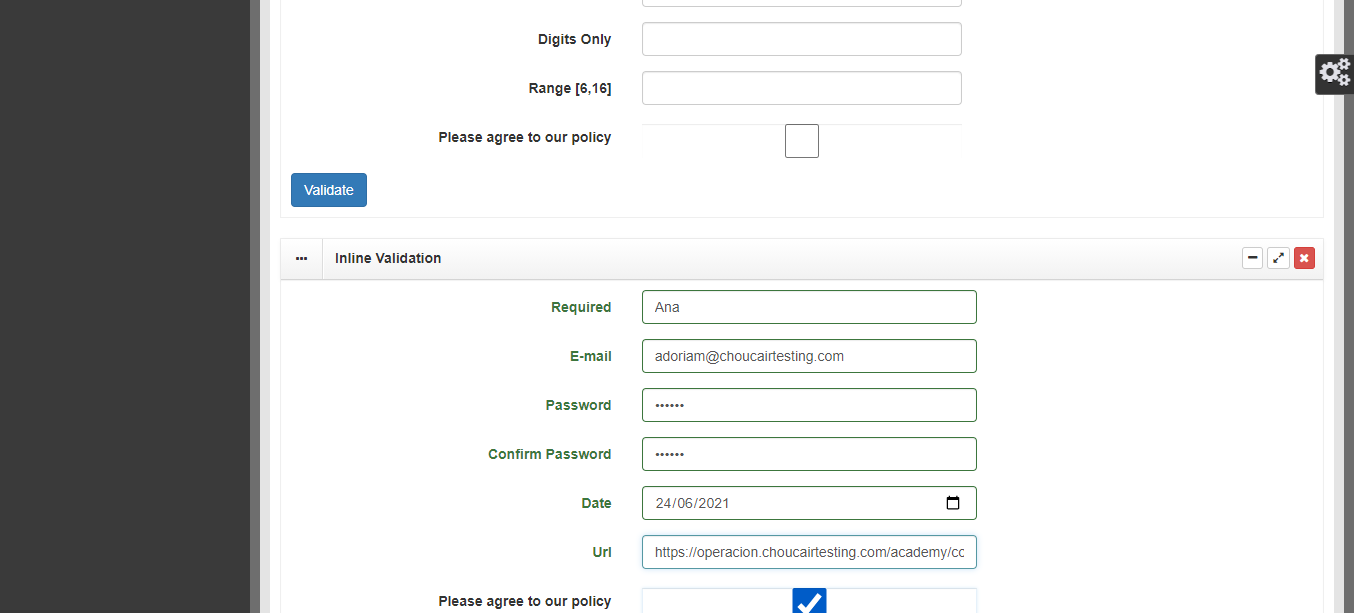 Digits Only
Range [6,16]
Please agree to our policy
Validate
Inline Validation
Required Ana
E-mail adoriam@choucairtesting.com
Password ••••••
Confirm Password ••••••
Date 24/06/2021
Url https://operacion.choucairtesting.com/academy/cc
Please agree to our policy